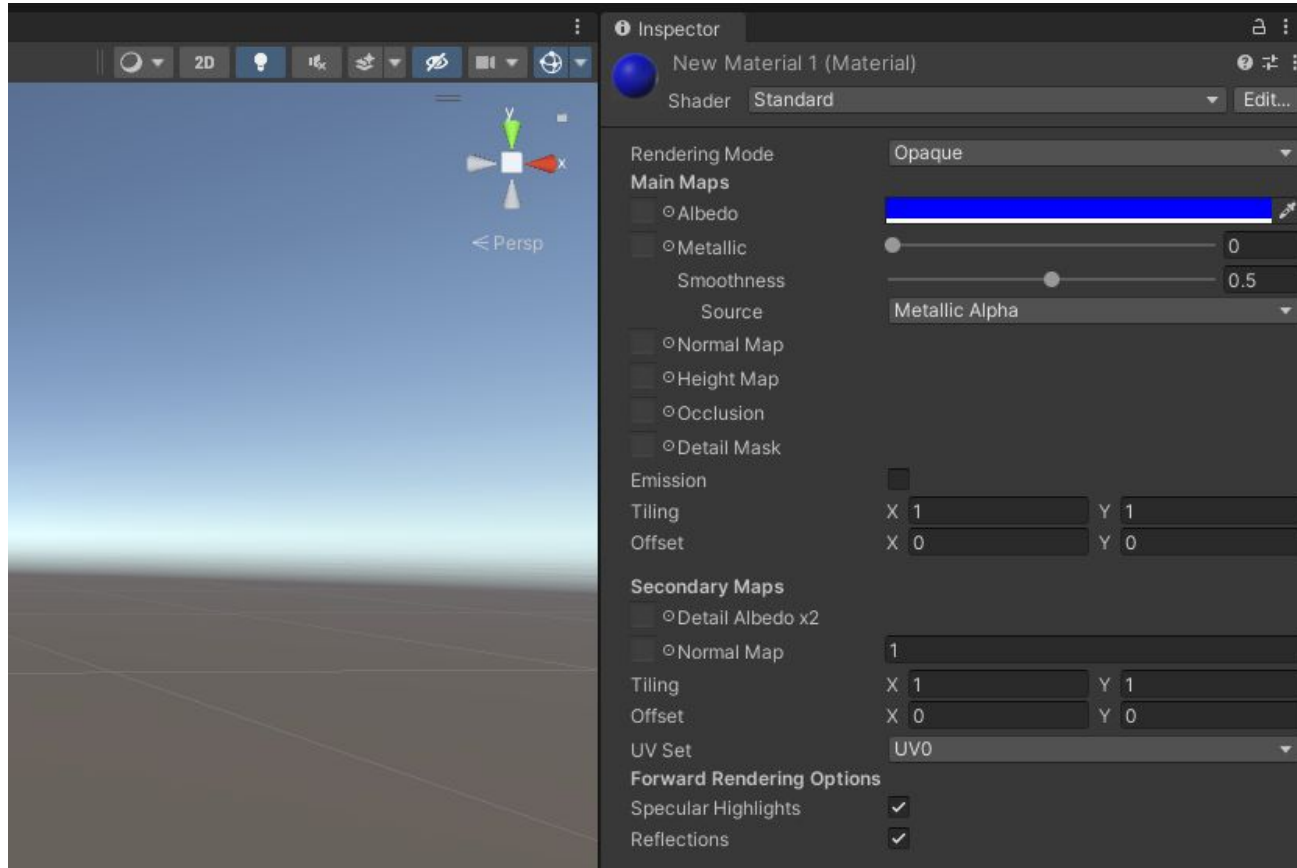 2D
y
x
Persp
Inspector
New Material 1 (Material)
Shader Standard Edit...
Rendering Mode Opaque
Main Maps
Albedo
Metallic 0
Smoothness 0.5
Source Metallic Alpha
Normal Map
Height Map
Occlusion
Detail Mask
Emission
Tiling X 1 Y 1
Offset X 0 Y 0
Secondary Maps
Detail Albedo x2
Normal Map 1
Tiling X 1 Y 1
Offset X 0 Y 0
UV Set UV0
Forward Rendering Options
Specular Highlights
Reflections